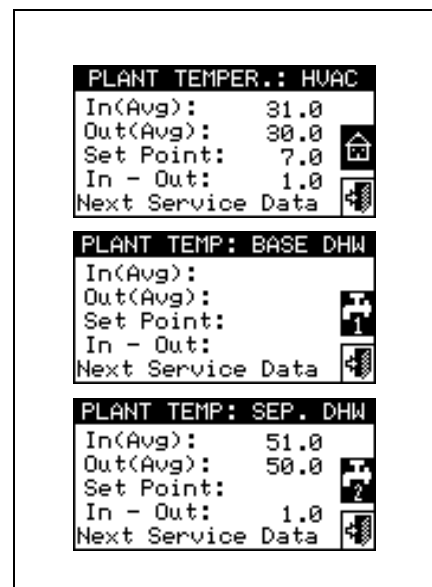 PLANT TEMPER.: HVAC
In(Avg): 31.0
Out(Avg): 30.0
Set Point: 7.0
In - Out: 1.0
Next Service Data
PLANT TEMP: BASE DHW
In(Avg):
Out(Avg):
Set Point:
1
In - Out:
Next Service Data
PLANT TEMP: SEP. DHW
In(Avg): 51.0
Out(Avg): 50.0
Set Point:
2
In - Out: 1.0
Next Service Data